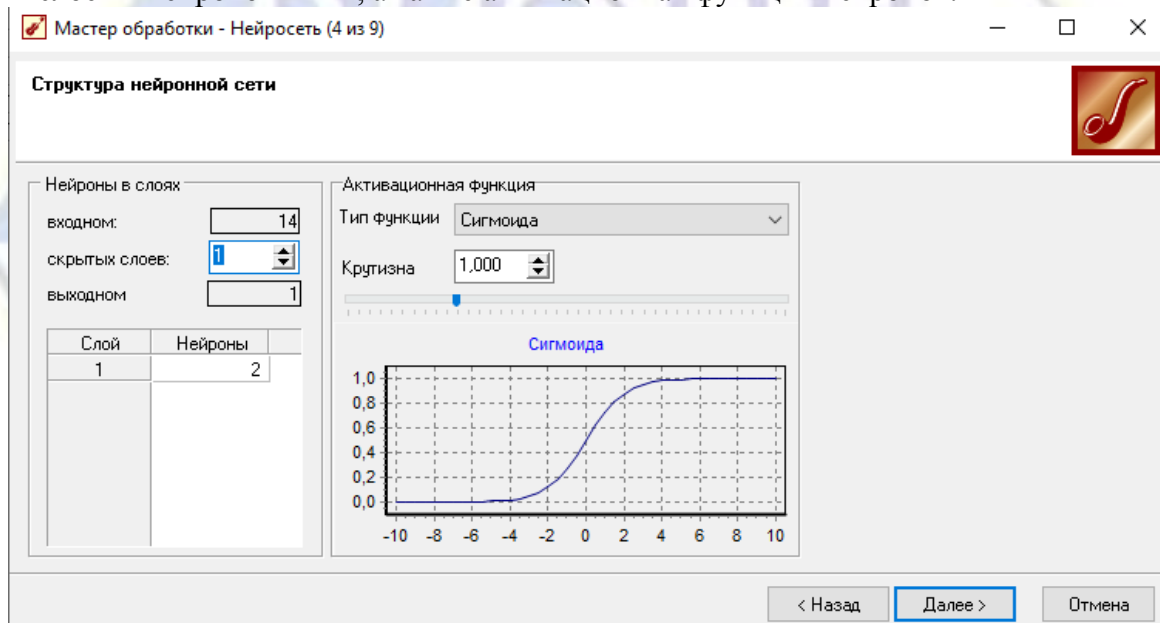 Мастер обработки - Нейросеть (4 из 9)
Структура нейронной сети
Нейроны в слоях
входном: 14
скрытых слоев: 1
выходном 1
Слой Нейроны
1 2
Активационная функция
Тип функции Сигмоида
Крутизна 1,000
Сигмоида
1,0
0,8
0,6
0,4
0,2
0,0
-10 -8 -6 -4 -2 0 2 4 6 8 10
< Назад Далее > Отмена